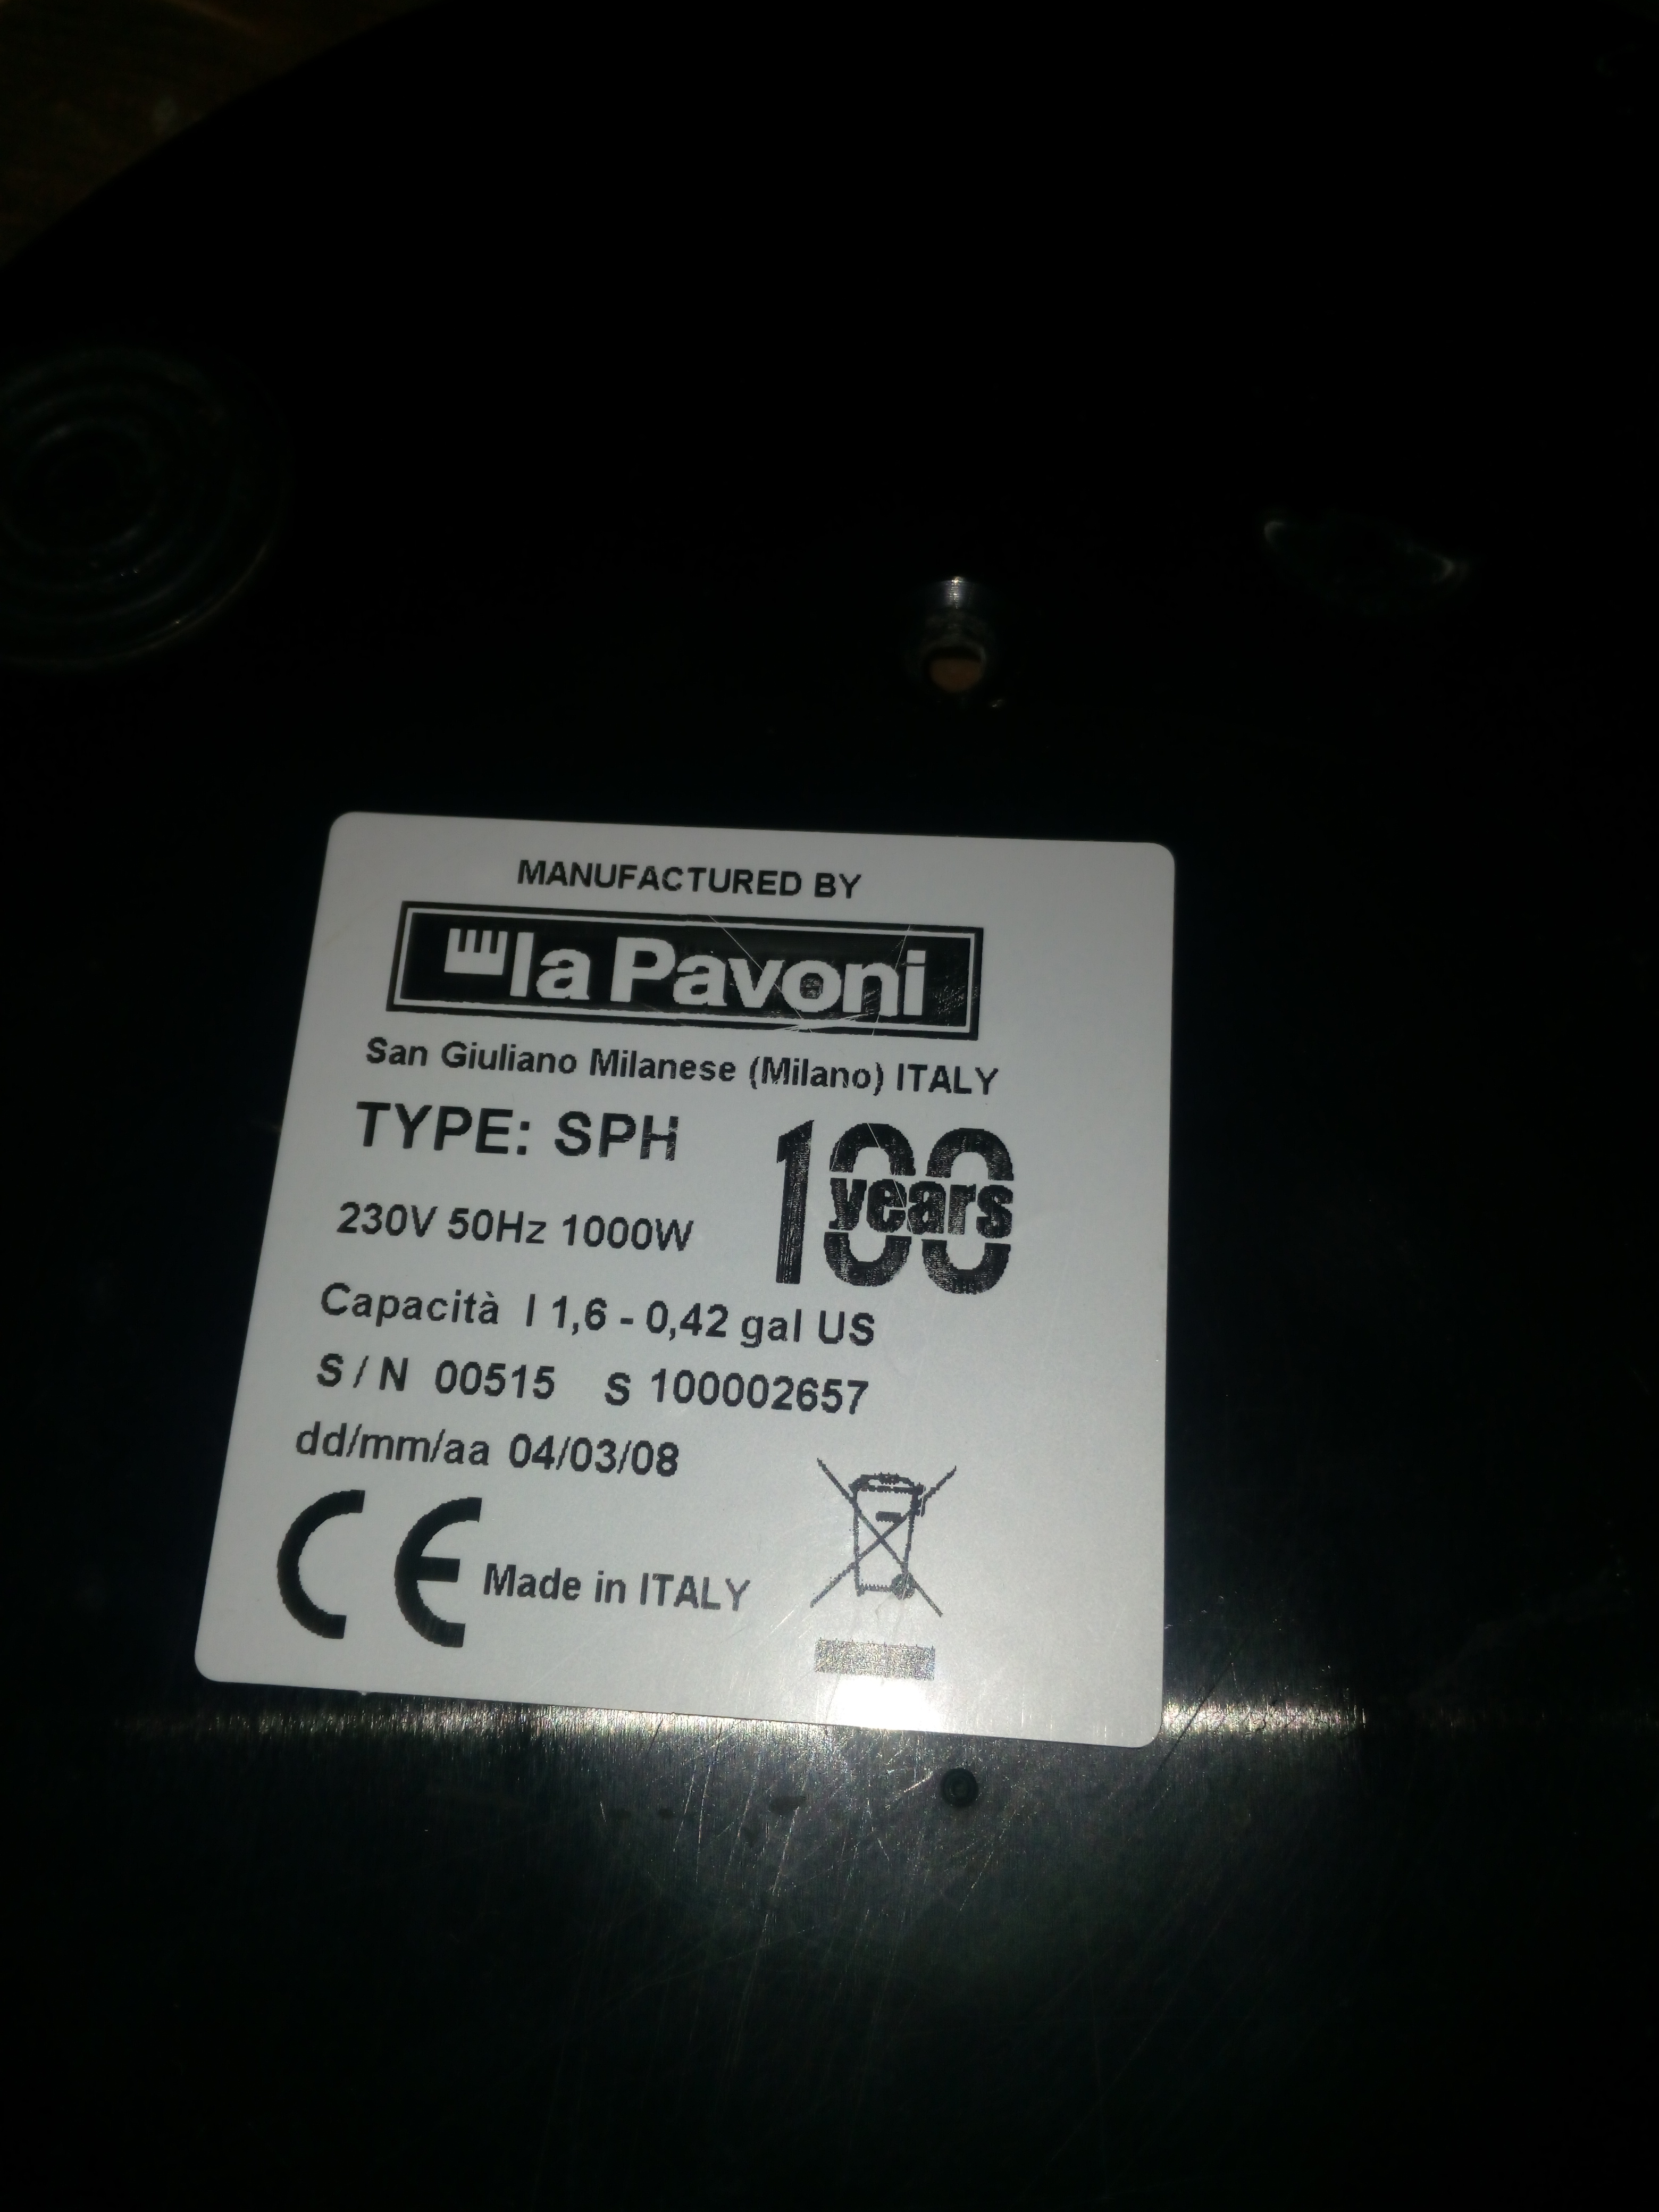 MANUFACTURED BY
la Pavoni
San Giuliano Milanese (Milano) ITALY
TYPE: SPH
100 years
230V 50Hz 1000W
Capacità l 1,6 - 0,42 gal US
S / N 00515 S 100002657
dd/mm/aa 04/03/08
CE Made in ITALY